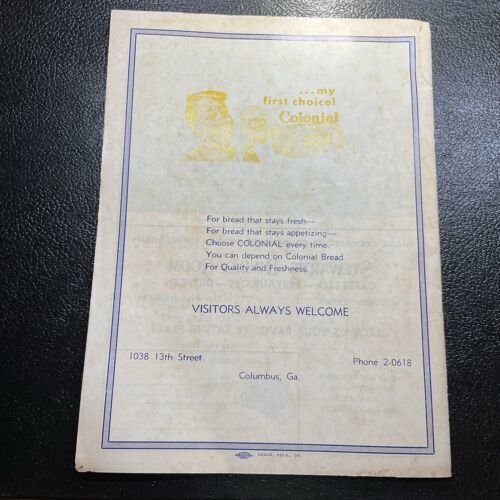 ...my
first choice!
Colonial
For bread that stays fresh—
For bread that stays appetizing—
Choose COLONIAL every time.
You can depend on Colonial Bread
For Quality and Freshness.
VISITORS ALWAYS WELCOME
1038 13th Street
Phone 2-0618
Columbus, Ga.